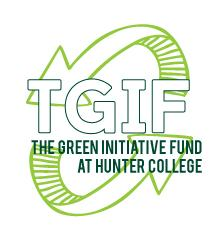 TGIF
THE GREEN INITIATIVE FUND
AT HUNTER COLLEGE